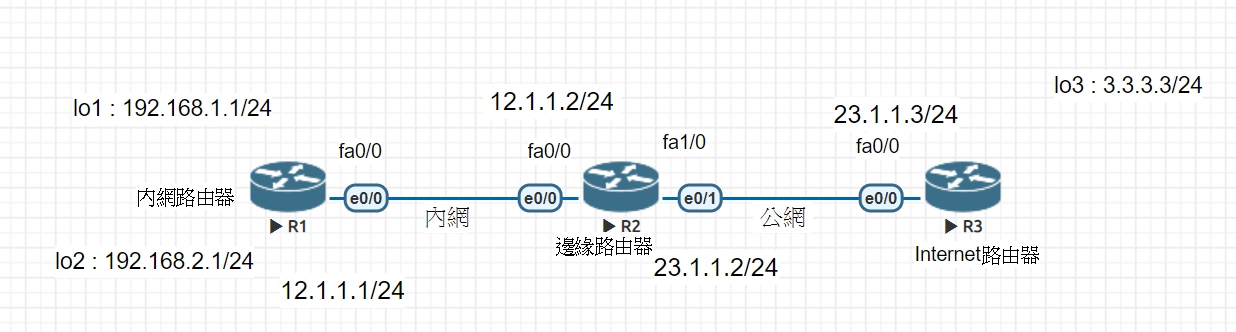 lo3 : 3.3.3.3/24
lo1 : 192.168.1.1/24
12.1.1.2/24
23.1.1.3/24
fa0/0
fa0/0
fa1/0
fa0/0
內網路由器
e0/0
內網
e0/0
e0/1
公網
e0/0
R1
R2
R3
邊緣路由器
Internet路由器
lo2 : 192.168.2.1/24
23.1.1.2/24
12.1.1.1/24